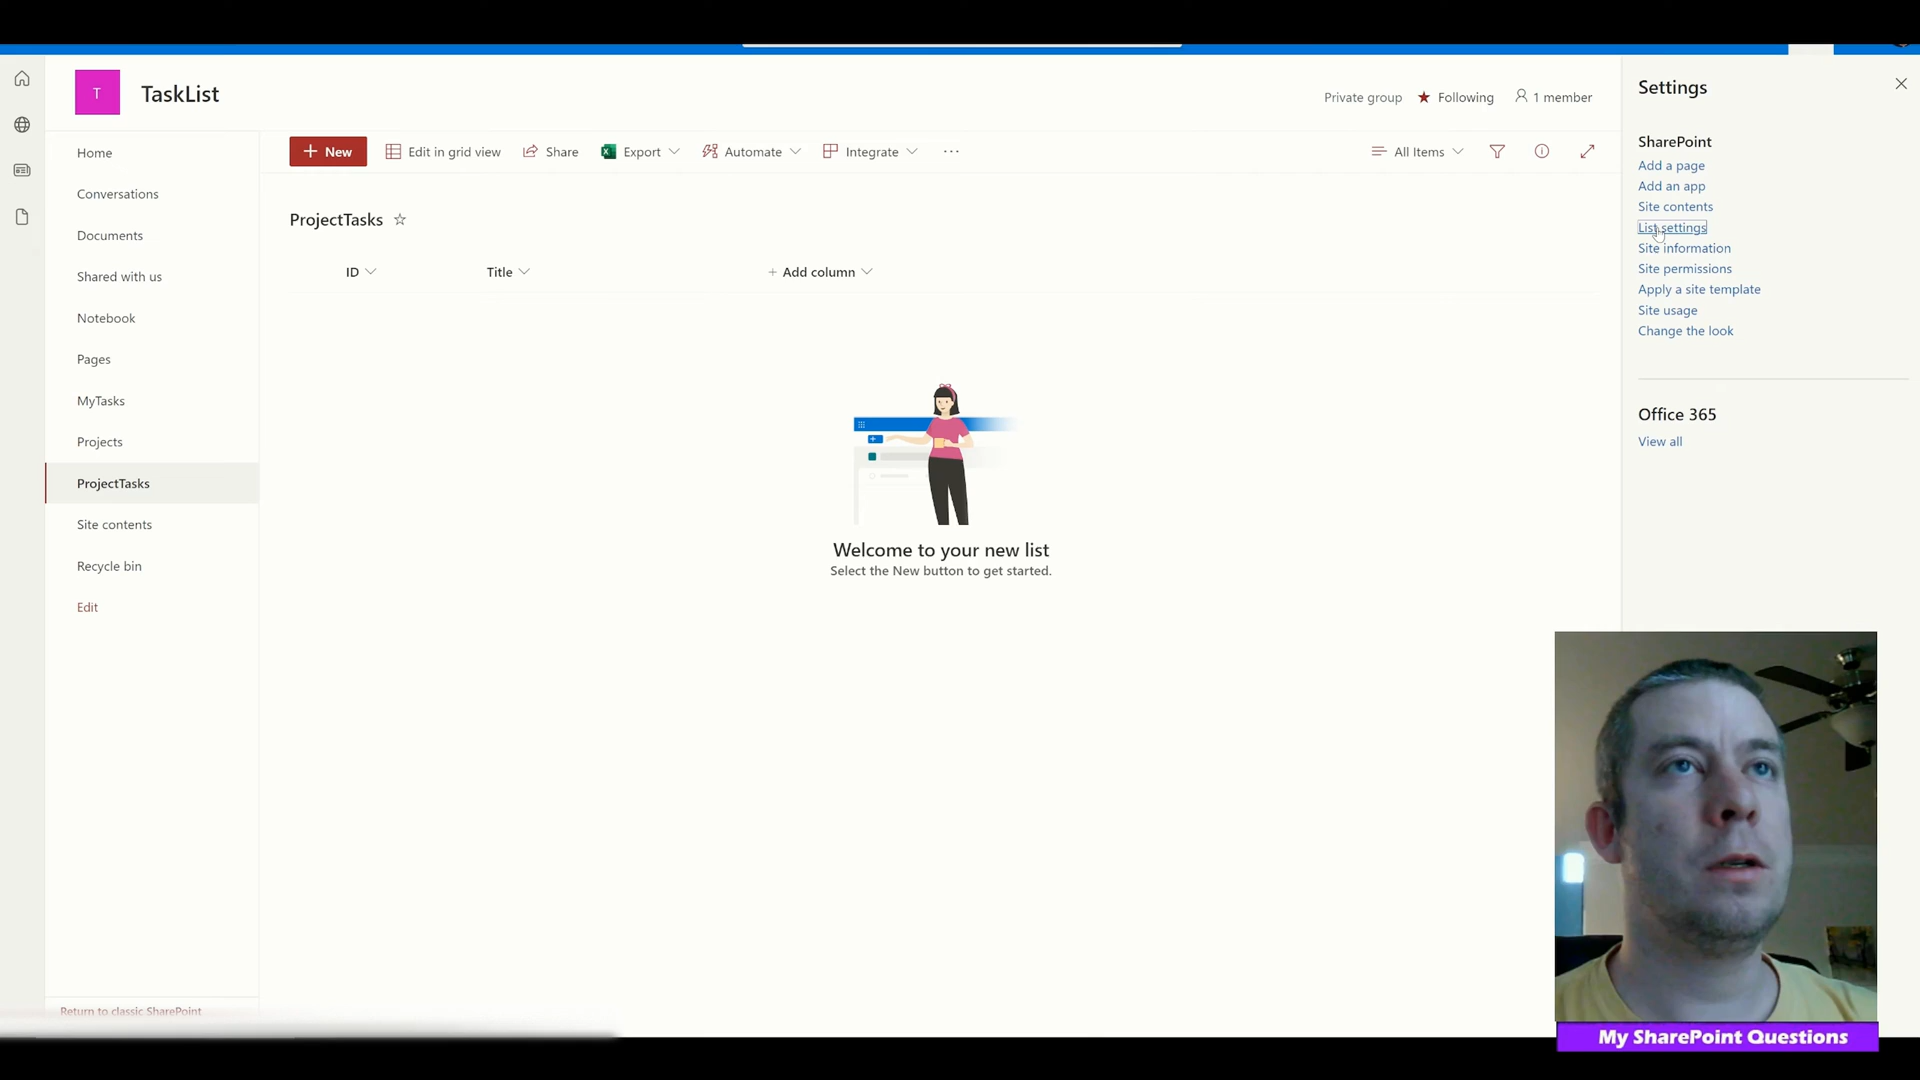 T
TaskList
Private group
Following
1 member
Home
Conversations
Documents
Shared with us
Notebook
Pages
MyTasks
Projects
ProjectTasks
Site contents
Recycle bin
Edit
Return to classic SharePoint
+ New
Edit in grid view
Share
Export
Automate
Integrate
...
All Items
ProjectTasks
ID
Title
+ Add column
Welcome to your new list
Select the New button to get started.
Settings
SharePoint
Add a page
Add an app
Site contents
List settings
Site information
Site permissions
Apply a site template
Site usage
Change the look
Office 365
View all
My SharePoint Questions